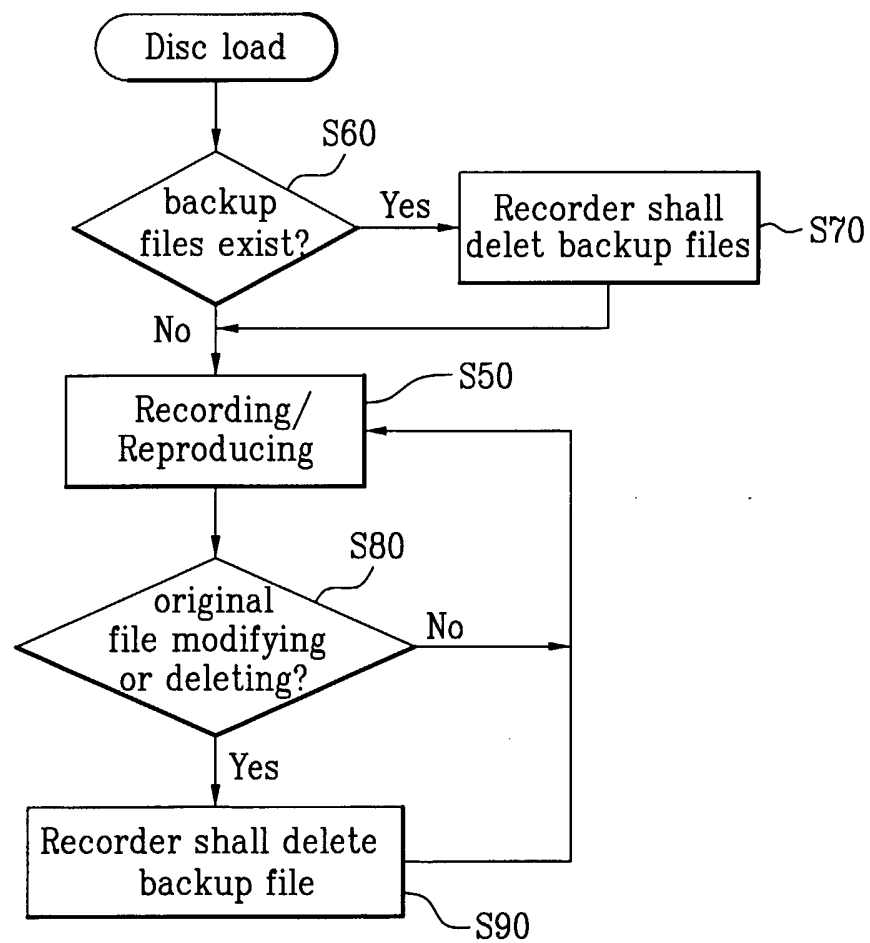 Disc load
S60
backup
files exist?
Yes
Recorder shall
delet backup files
S70
No
S50
Recording/
Reproducing
S80
original
file modifying
or deleting?
No
Yes
Recorder shall delete
backup file
S90